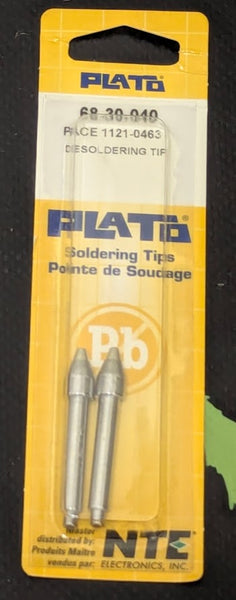 PLATO
68-30-040
PACE 1121-0463
DESOLDERING TIP
PLATO
Soldering Tips
Pointe de Soudage
Pb
Master
distributed by:
Produits Maitre
vendus par:
NTE
ELECTRONICS, INC.